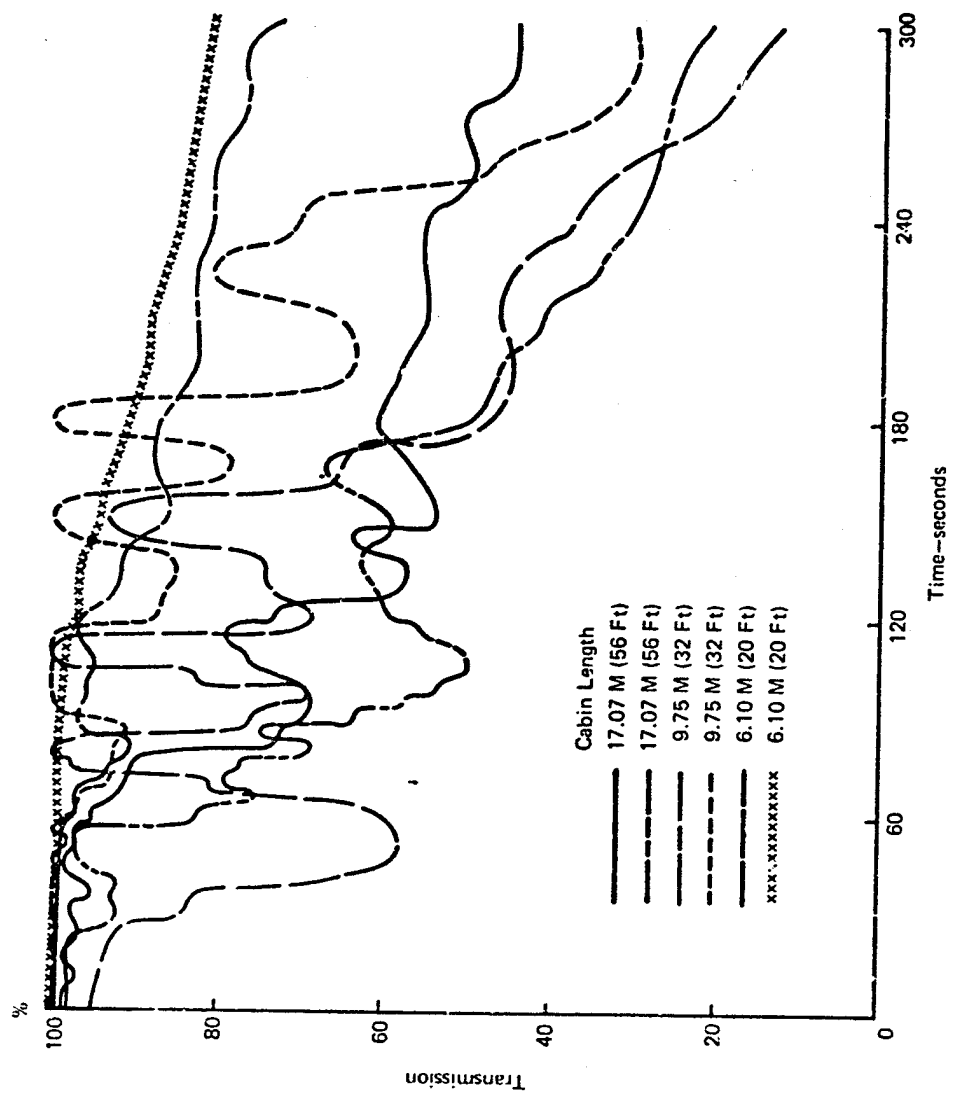 %
100
80
60
40
20
0
Transmission
60
120
180
240
300
Time—seconds
Cabin Length
17.07 M (56 Ft)
17.07 M (56 Ft)
9.75 M (32 Ft)
9.75 M (32 Ft)
6.10 M (20 Ft)
6.10 M (20 Ft)